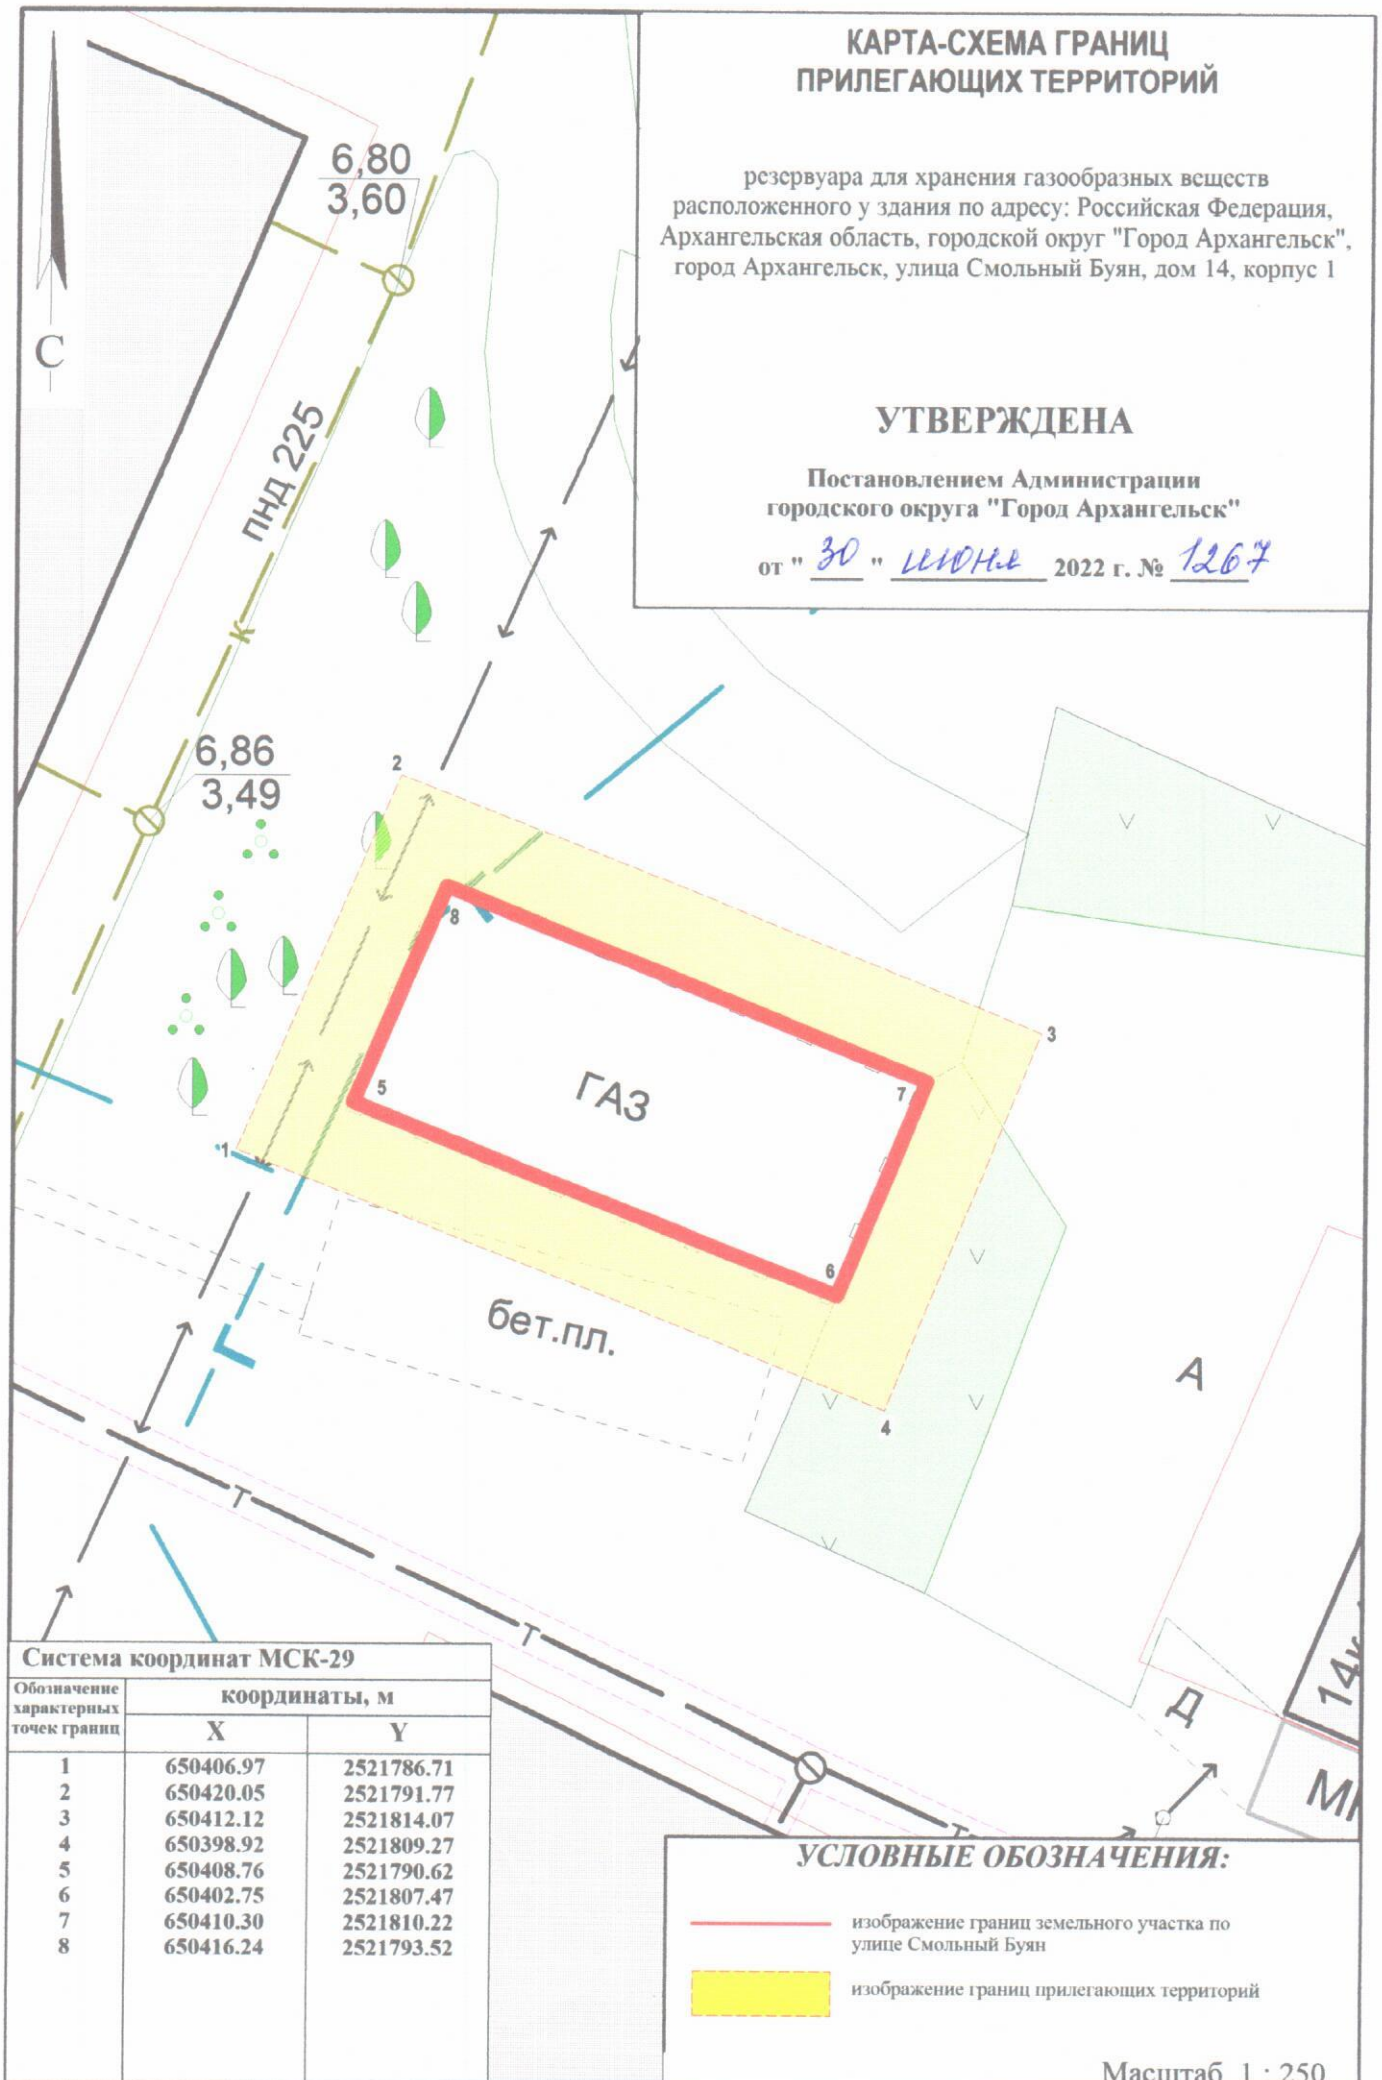 КАРТА-СХЕМА ГРАНИЦ
ПРИЛЕГАЮЩИХ ТЕРРИТОРИЙ
резервуара для хранения газообразных веществ
расположенного у здания по адресу: Российская Федерация,
Архангельская область, городской округ "Город Архангельск",
город Архангельск, улица Смольный Буян, дом 14, корпус 1
УТВЕРЖДЕНА
Постановлением Администрации
городского округа "Город Архангельск"
от " 30 " июня 2022 г. № 1267
С
6,80
3,60
пнд 225
К
6,86
3,49
2
8
3
7
5
ГАЗ
1
6
бет.пл.
4
А
Г
Т
Т
Д
14к
Т
Система координат МСК-29
Обозначение характерных точек границ
координаты, м
X Y
1 650406.97 2521786.71
2 650420.05 2521791.77
3 650412.12 2521814.07
4 650398.92 2521809.27
5 650408.76 2521790.62
6 650402.75 2521807.47
7 650410.30 2521810.22
8 650416.24 2521793.52
УСЛОВНЫЕ ОБОЗНАЧЕНИЯ:
изображение границ земельного участка по
улице Смольный Буян
изображение границ прилегающих территорий
Масштаб 1 : 250